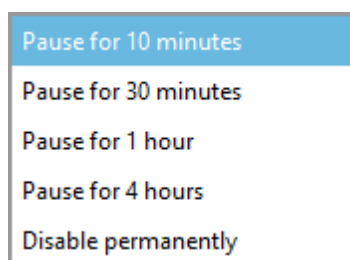 Pause for 10 minutes
Pause for 30 minutes
Pause for 1 hour
Pause for 4 hours
Disable permanently